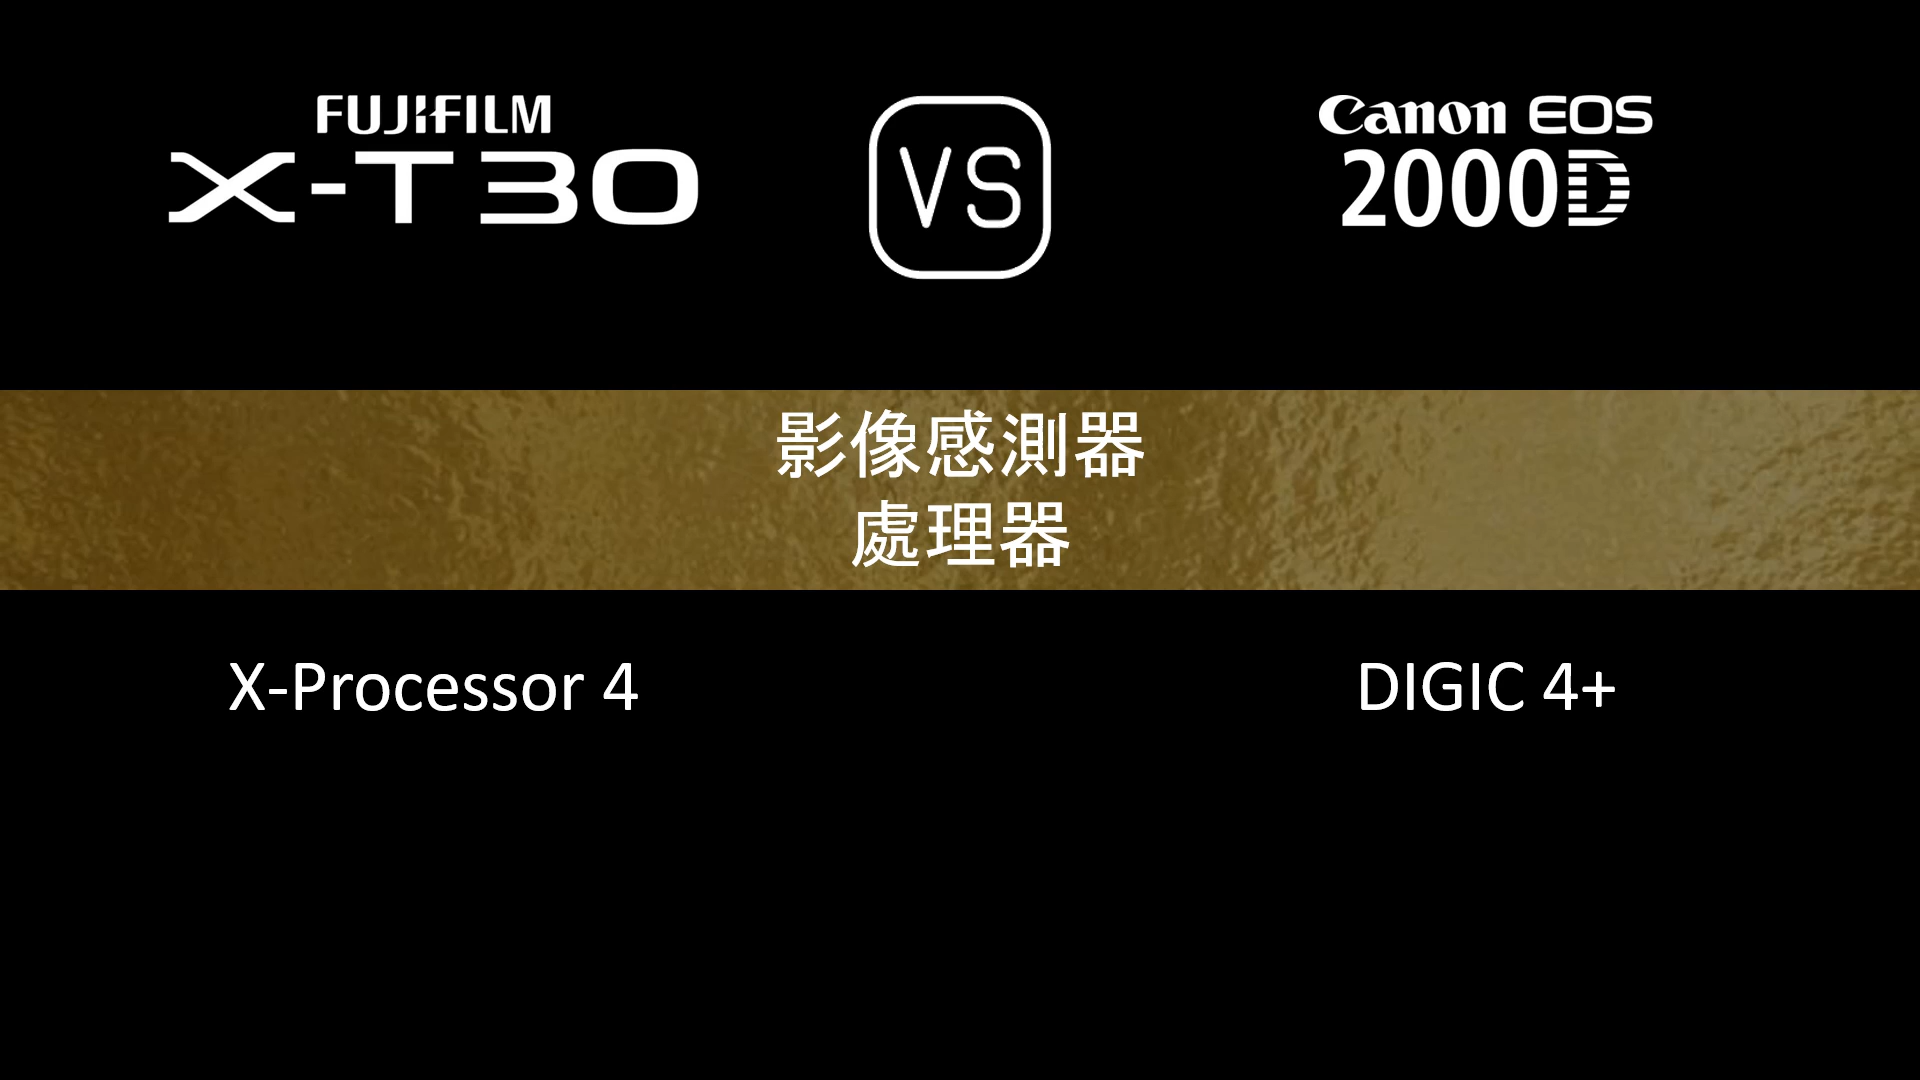 FUJIFILM
X-T30
VS
Canon EOS
2000D
影像感測器
處理器
X-Processor 4
DIGIC 4+